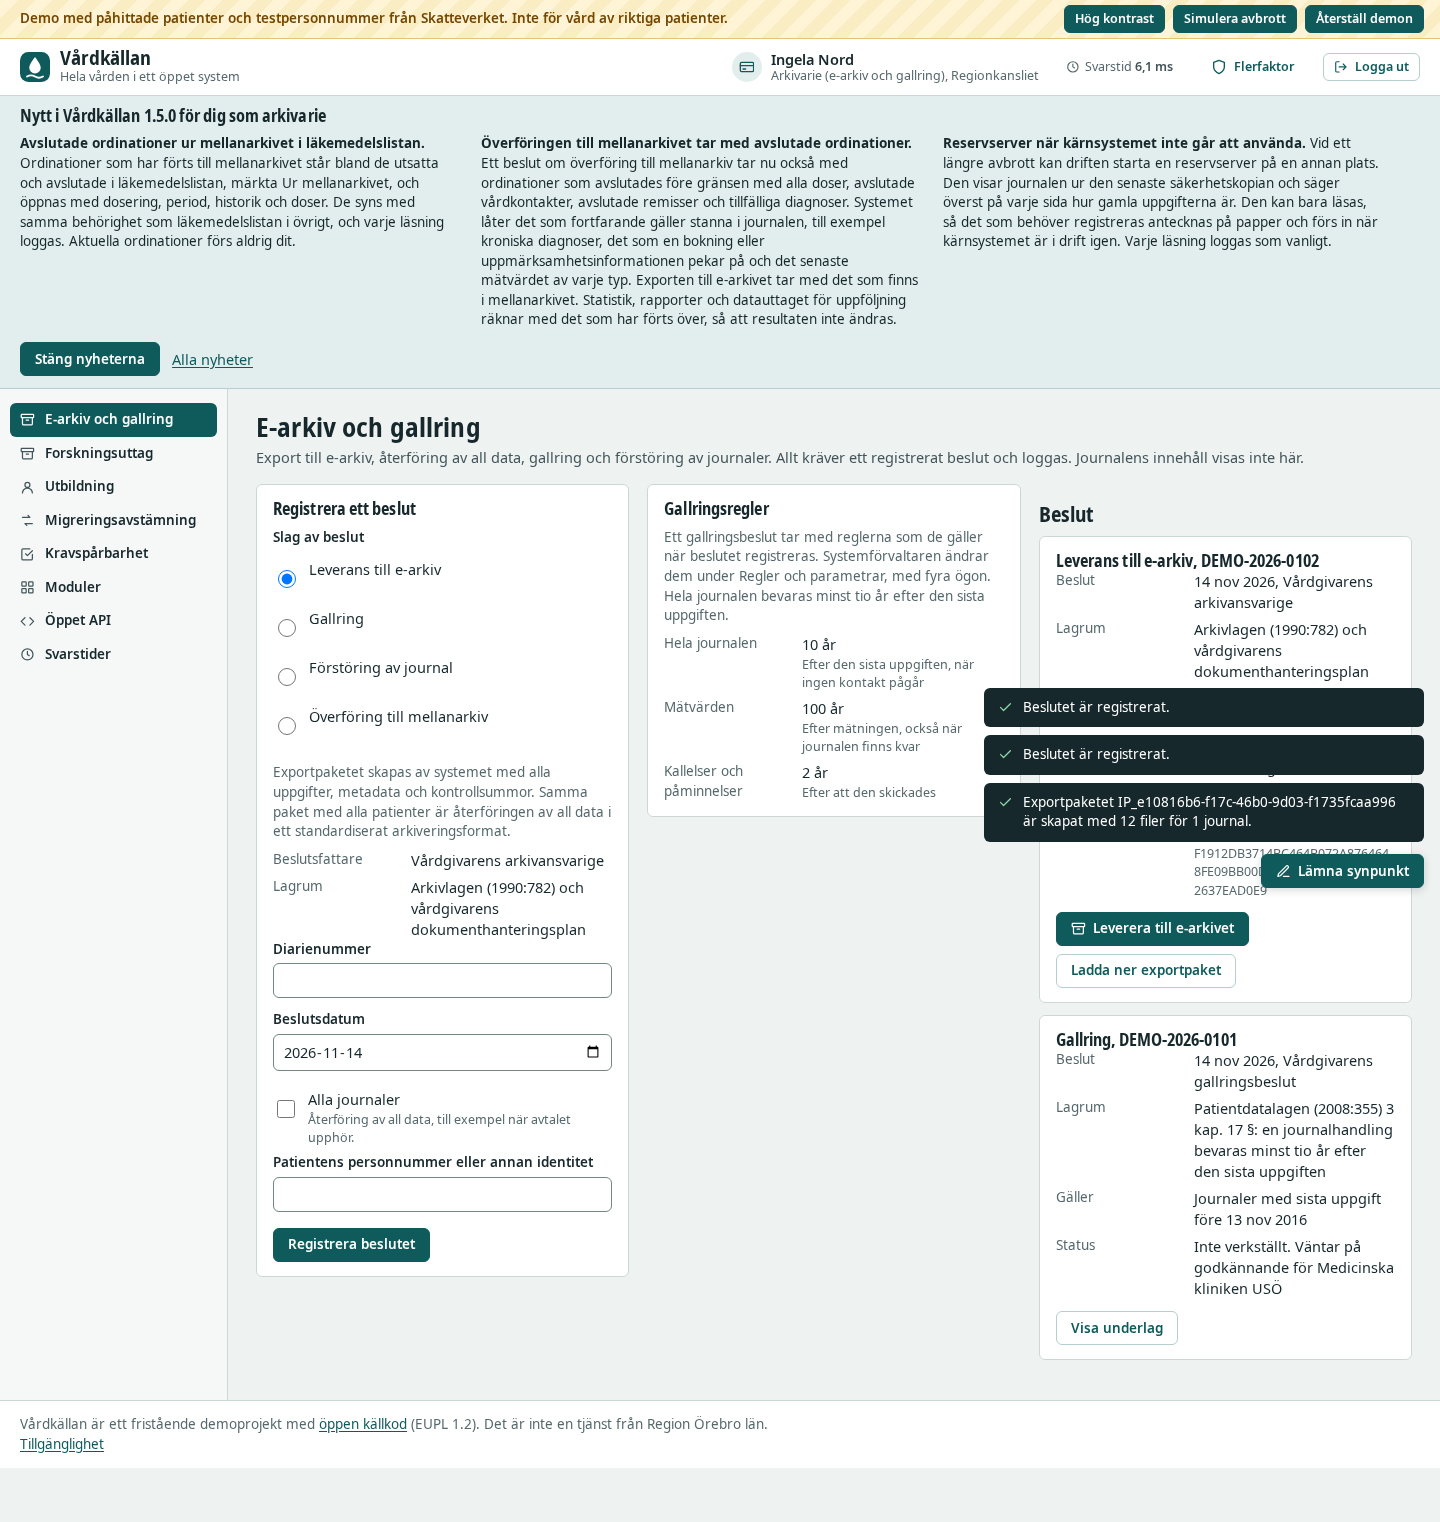 Demo med påhittade patienter och testpersonnummer från Skatteverket. Inte för vård av riktiga patienter.
Hög kontrast
Simulera avbrott
Återställ demon
Vårdkällan
Hela vården i ett öppet system
Ingela Nord
Arkivarie (e-arkiv och gallring), Regionkansliet
Svarstid 6,1 ms
Flerfaktor
Logga ut
Nytt i Vårdkällan 1.5.0 för dig som arkivarie
Avslutade ordinationer ur mellanarkivet i läkemedelslistan.
Ordinationer som har förts till mellanarkivet står bland de utsatta
och avslutade i läkemedelslistan, märkta Ur mellanarkivet, och
öppnas med dosering, period, historik och doser. De syns med
samma behörighet som läkemedelslistan i övrigt, och varje läsning
loggas. Aktuella ordinationer förs aldrig dit.
Överföringen till mellanarkivet tar med avslutade ordinationer.
Ett beslut om överföring till mellanarkiv tar nu också med
ordinationer som avslutades före gränsen med alla doser, avslutade
vårdkontakter, avslutade remisser och tillfälliga diagnoser. Systemet
låter det som fortfarande gäller stanna i journalen, till exempel
kroniska diagnoser, det som en bokning eller
uppmärksamhetsinformationen pekar på och det senaste
mätvärdet av varje typ. Exporten till e-arkivet tar med det som finns
i mellanarkivet. Statistik, rapporter och datauttaget för uppföljning
räknar med det som har förts över, så att resultaten inte ändras.
Reservserver när kärnsystemet inte går att använda. Vid ett
längre avbrott kan driften starta en reservserver på en annan plats.
Den visar journalen ur den senaste säkerhetskopian och säger
överst på varje sida hur gamla uppgifterna är. Den kan bara läsas,
så det som behöver registreras antecknas på papper och förs in när
kärnsystemet är i drift igen. Varje läsning loggas som vanligt.
Stäng nyheterna
Alla nyheter
E-arkiv och gallring
Forskningsuttag
Utbildning
Migreringsavstämning
Kravspårbarhet
Moduler
Öppet API
Svarstider
E-arkiv och gallring
Export till e-arkiv, återföring av all data, gallring och förstöring av journaler. Allt kräver ett registrerat beslut och loggas. Journalens innehåll visas inte här.
Registrera ett beslut
Slag av beslut
Leverans till e-arkiv
Gallring
Förstöring av journal
Överföring till mellanarkiv
Exportpaketet skapas av systemet med alla
uppgifter, metadata och kontrollsummor. Samma
paket med alla patienter är återföringen av all data i
ett standardiserat arkiveringsformat.
Beslutsfattare
Vårdgivarens arkivansvarige
Lagrum
Arkivlagen (1990:782) och
vårdgivarens
dokumenthanteringsplan
Diarienummer
Beslutsdatum
2026-11-14
Alla journaler
Återföring av all data, till exempel när avtalet
upphör.
Patientens personnummer eller annan identitet
Registrera beslutet
Gallringsregler
Ett gallringsbeslut tar med reglerna som de gäller
när beslutet registreras. Systemförvaltaren ändrar
dem under Regler och parametrar, med fyra ögon.
Hela journalen bevaras minst tio år efter den sista
uppgiften.
Hela journalen
10 år
Efter den sista uppgiften, när
ingen kontakt pågår
Mätvärden
100 år
Efter mätningen, också när
journalen finns kvar
Kallelser och
påminnelser
2 år
Efter att den skickades
Beslut
Leverans till e-arkiv, DEMO-2026-0102
Beslut
14 nov 2026, Vårdgivarens
arkivansvarige
Lagrum
Arkivlagen (1990:782) och
vårdgivarens
dokumenthanteringsplan
Beslutet är registrerat.
Beslutet är registrerat.
Exportpaketet IP_e10816b6-f17c-46b0-9d03-f1735fcaa996
är skapat med 12 filer för 1 journal.
F1912DB3714BC464B072A876464
8FE09BB00
2637EAD0E9
Lämna synpunkt
Leverera till e-arkivet
Ladda ner exportpaket
Gallring, DEMO-2026-0101
Beslut
14 nov 2026, Vårdgivarens
gallringsbeslut
Lagrum
Patientdatalagen (2008:355) 3
kap. 17 §: en journalhandling
bevaras minst tio år efter
den sista uppgiften
Gäller
Journaler med sista uppgift
före 13 nov 2016
Status
Inte verkställt. Väntar på
godkännande för Medicinska
kliniken USÖ
Visa underlag
Vårdkällan är ett fristående demoprojekt med öppen källkod (EUPL 1.2). Det är inte en tjänst från Region Örebro län.
Tillgänglighet